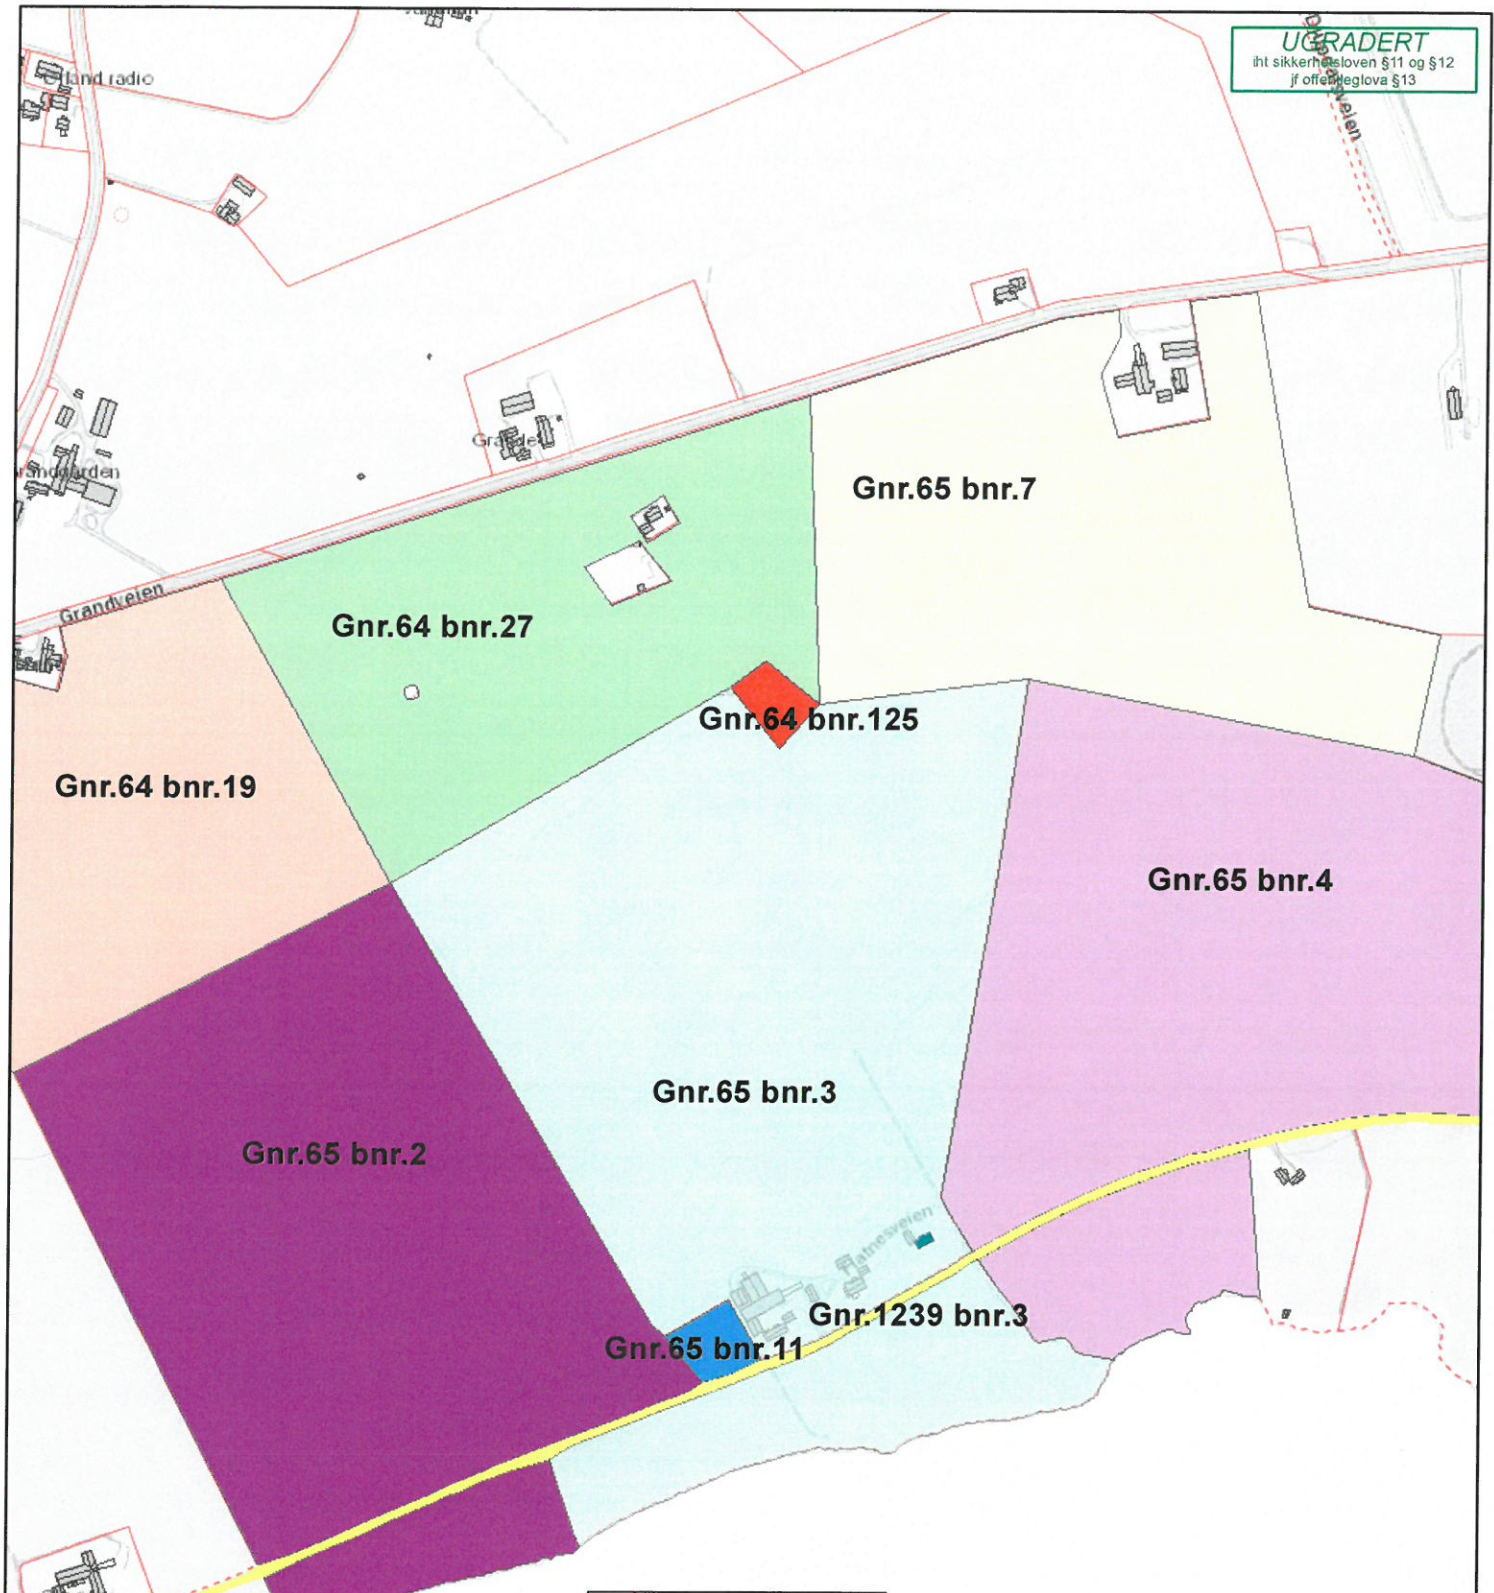 UGRADERT
iht sikkerhetsloven §11 og §12
jf offentleglova §13
Gnr.65 bnr.7
Grandveien
Gnr.64 bnr.27
Gnr.64 bnr.125
Gnr.64 bnr.19
Gnr.65 bnr.4
Gnr.65 bnr.3
Gnr.65 bnr.2
atnesveien
Gnr.1239 bnr.3
Gnr.65 bnr.11